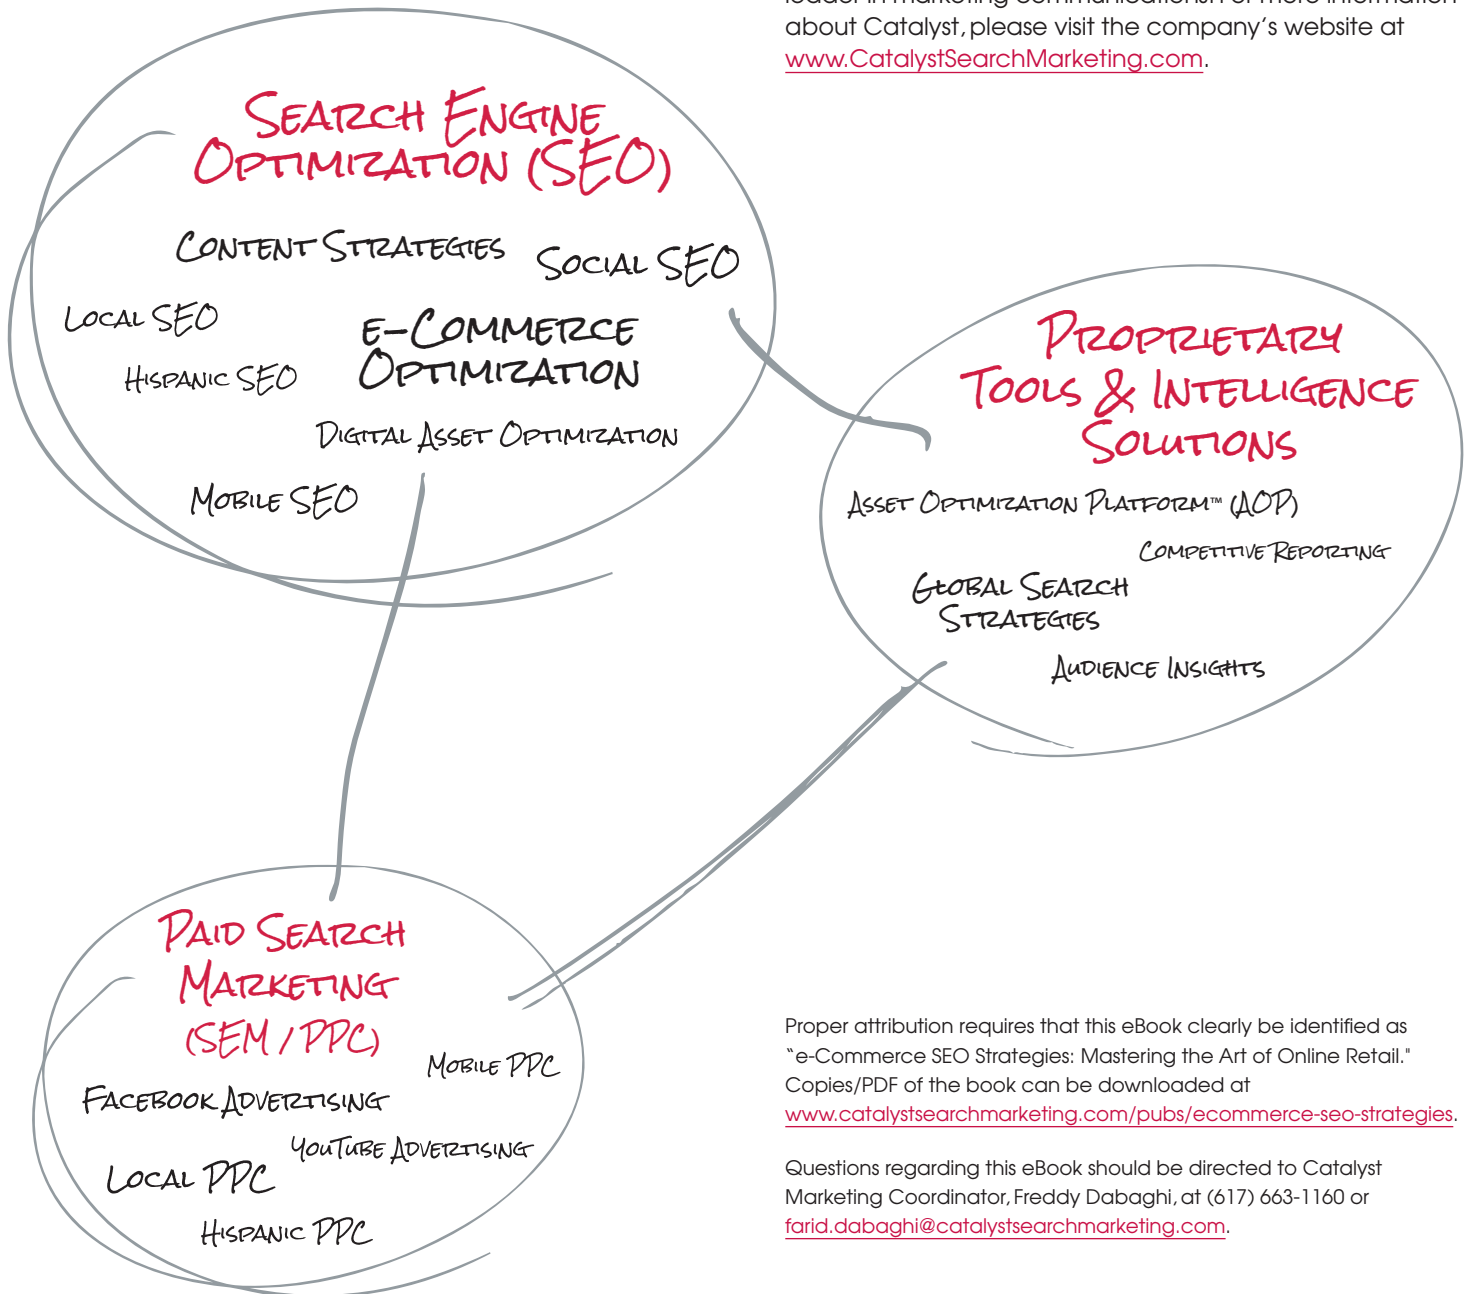 about Catalyst, please visit the company's website at
www.CatalystSearchMarketing.com.
SEARCH ENGINE
OPTIMIZATION (SEO)
CONTENT STRATEGIES
SOCIAL SEO
LOCAL SEO
e-COMMERCE
OPTIMIZATION
HISPANIC SEO
DIGITAL ASSET OPTIMIZATION
MOBILE SEO
PROPRIETARY
TOOLS & INTELLIGENCE
SOLUTIONS
ASSET OPTIMIZATION PLATFORM™ (AOP)
COMPETITIVE REPORTING
GLOBAL SEARCH
STRATEGIES
AUDIENCE INSIGHTS
PAID SEARCH
MARKETING
(SEM / PPC)
MOBILE PPC
FACEBOOK ADVERTISING
YOUTUBE ADVERTISING
LOCAL PPC
HISPANIC PPC
Proper attribution requires that this eBook clearly be identified as
“e-Commerce SEO Strategies: Mastering the Art of Online Retail."
Copies/PDF of the book can be downloaded at
www.catalystsearchmarketing.com/pubs/ecommerce-seo-strategies.
Questions regarding this eBook should be directed to Catalyst
Marketing Coordinator, Freddy Dabaghi, at (617) 663-1160 or
farid.dabaghi@catalystsearchmarketing.com.